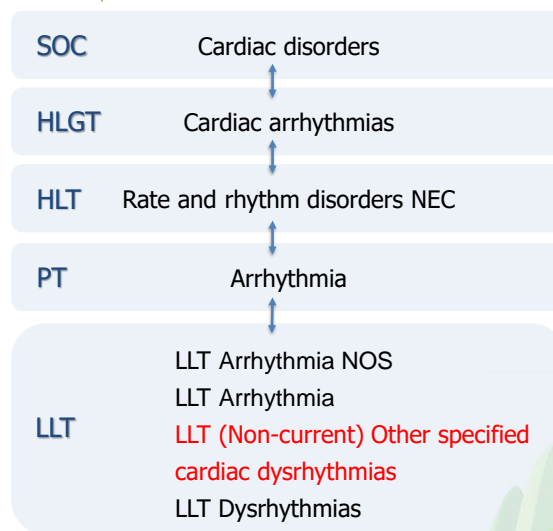 SOC Cardiac disorders
HLGT Cardiac arrhythmias
HLT Rate and rhythm disorders NEC
PT Arrhythmia
LLT
LLT Arrhythmia NOS
LLT Arrhythmia
LLT (Non-current) Other specified
cardiac dysrhythmias
LLT Dysrhythmias